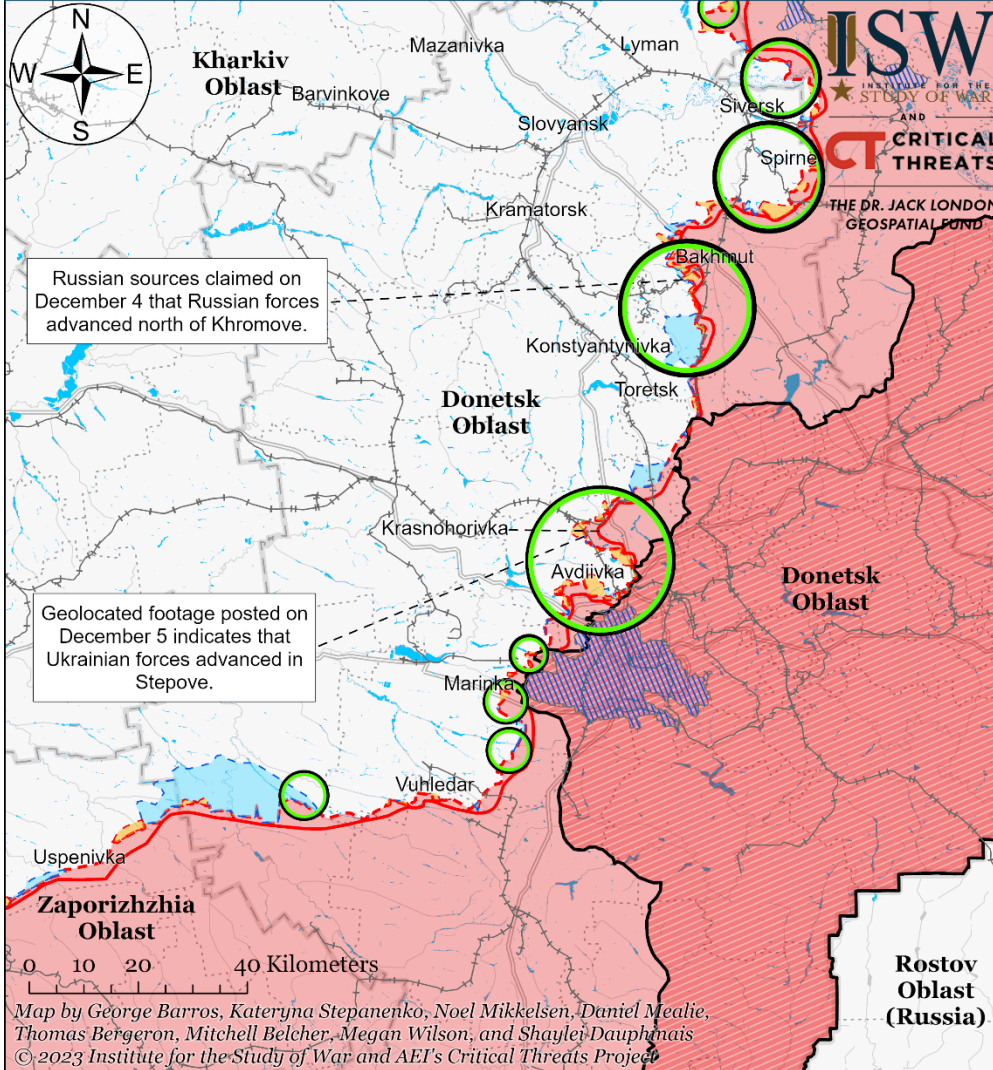 N
W
E
S
Kharkiv
Oblast
Mazanivka
Lyman
Barvinkove
Slovyansk
Siversk
Spirne
Kramatorsk
ISW
INSTITUTE FOR THE
STUDY OF WAR
AND
CT CRITICAL
THREATS
THE DR. JACK LONDON
GEOSPATIAL FUND
Bakhmut
Russian sources claimed on
December 4 that Russian forces
advanced north of Khromove.
Konstyantynivka
Toretsk
Donetsk
Oblast
Krasnohorivka
Avdiivka
Donetsk
Oblast
Geolocated footage posted on
December 5 indicates that
Ukrainian forces advanced in
Stepove.
Marinka
Vuhledar
Uspenivka
Zaporizhzhia
Oblast
0 10 20 40 Kilometers
Rostov
Oblast
(Russia)
Map by George Barros, Kateryna Stepanenko, Noel Mikkelsen, Daniel Mealie,
Thomas Bergeron, Mitchell Belcher, Megan Wilson, and Shaylei Dauphinais
© 2023 Institute for the Study of War and AEI's Critical Threats Project